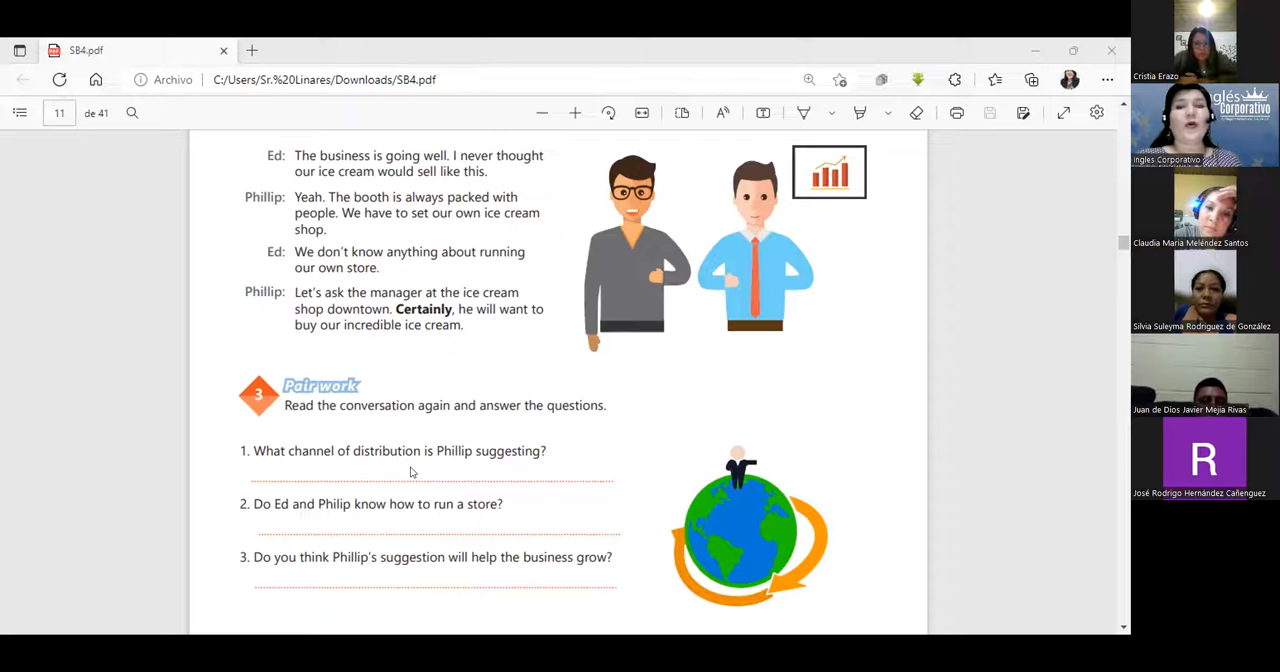 SB4.pdf
Archivo
C:/Users/Sr.%20Linares/Downloads/SB4.pdf
11
de 41
Ed: The business is going well. I never thought
our ice cream would sell like this.
Phillip: Yeah. The booth is always packed with
people. We have to set our own ice cream
shop.
Ed: We don't know anything about running
our own store.
Phillip: Let's ask the manager at the ice cream
shop downtown. Certainly, he will want to
buy our incredible ice cream.
3
Pair work
Read the conversation again and answer the questions.
1. What channel of distribution is Phillip suggesting?
2. Do Ed and Philip know how to run a store?
3. Do you think Phillip's suggestion will help the business grow?
Cristia Erazo
Inglés
Corporativo
Ingles Corporativo
Claudia Maria Meléndez Santos
Silvia Suleyma Rodriguez de González
Juan de Dios Javier Mejia Rivas
R
José Rodrigo Hernández Cañenguez